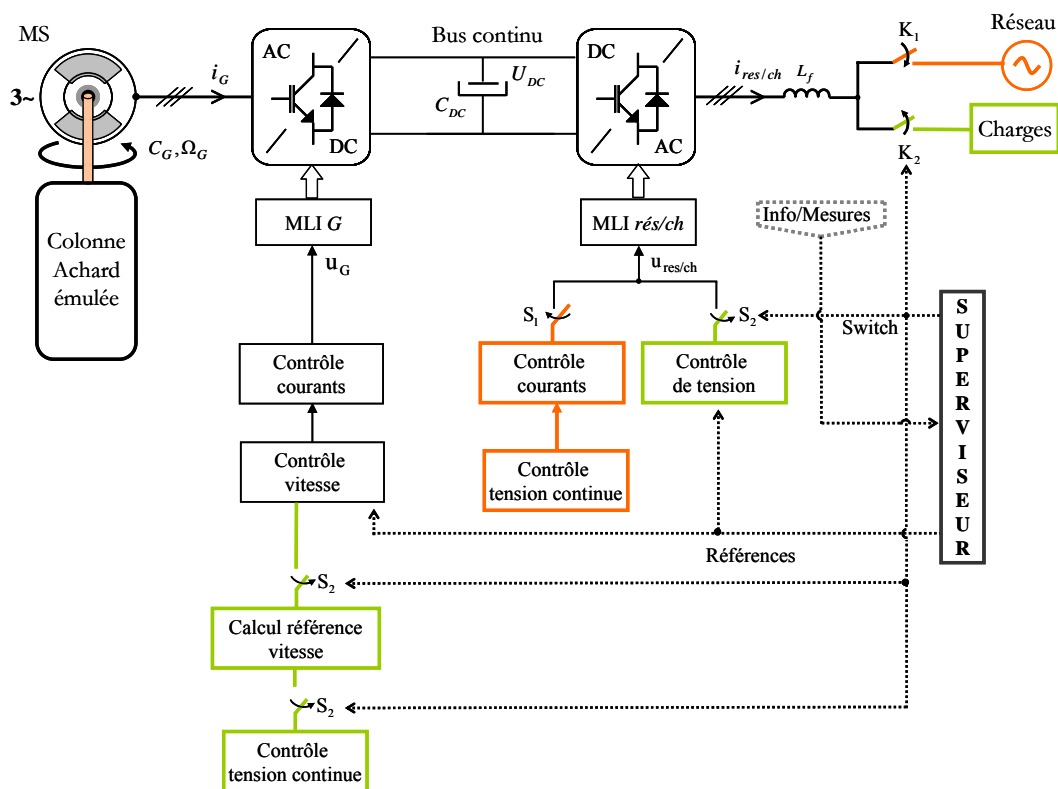 MS
3~
i_G
C_G, Ω_G
Colonne
Achard
émulée
AC
DC
Bus continu
U_DC
C_DC
DC
AC
i_res/ch
L_f
K_1
K_2
Réseau
Charges
MLI G
u_G
MLI rés/ch
u_res/ch
Info/Mesures
S_1
S_2
Switch
SUPERVISEUR
Contrôle
courants
Contrôle
courants
Contrôle
de tension
Contrôle
vitesse
Contrôle
tension continue
Références
S_2
Calcul référence
vitesse
S_2
Contrôle
tension continue